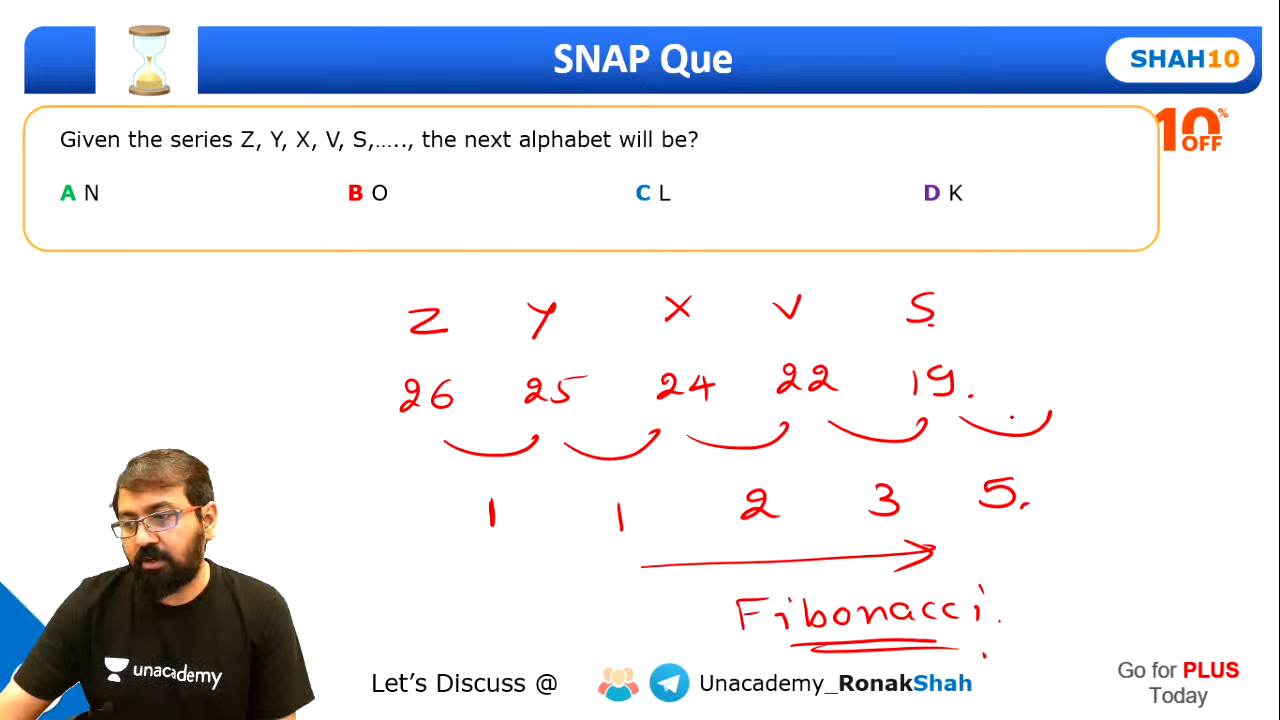 SNAP Que
SHAH10
10% OFF
Given the series Z, Y, X, V, S,....., the next alphabet will be?
A N B O C L D K
Z Y X V S
26 25 24 22 19.
1 1 2 3 5.
Fibonacci.
unacademy
Let’s Discuss @ Unacademy_RonakShah
Go for PLUS
Today